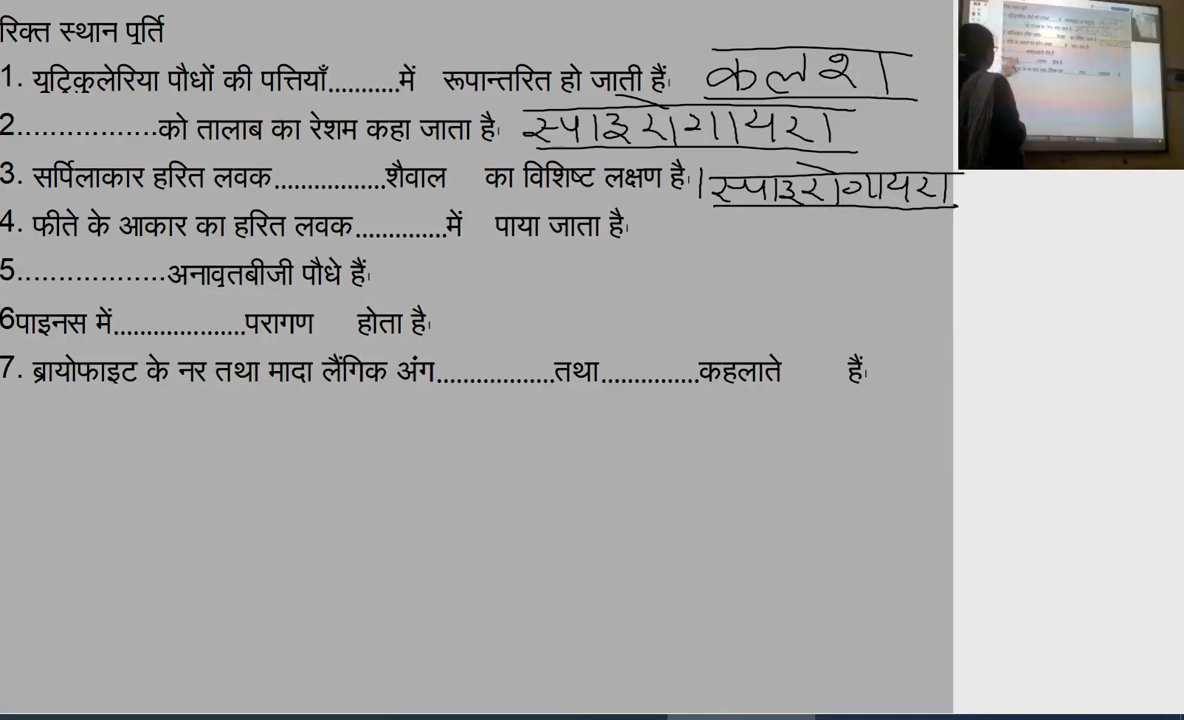 रिक्त स्थान पूर्ति
1. यूट्रिकुलेरिया पौधों की पत्तियाँ...........में रूपान्तरित हो जाती हैं। कलश
2.................को तालाब का रेशम कहा जाता है। स्पाइरोगायरा
3. सर्पिलाकार हरित लवक.................शैवाल का विशिष्ट लक्षण है। स्पाइरोगायरा
4. फीते के आकार का हरित लवक..............में पाया जाता है।
5..................अनावृतबीजी पौधे हैं।
6पाइनस में....................परागण होता है।
7. ब्रायोफाइट के नर तथा मादा लैंगिक अंग..................तथा...............कहलाते हैं।